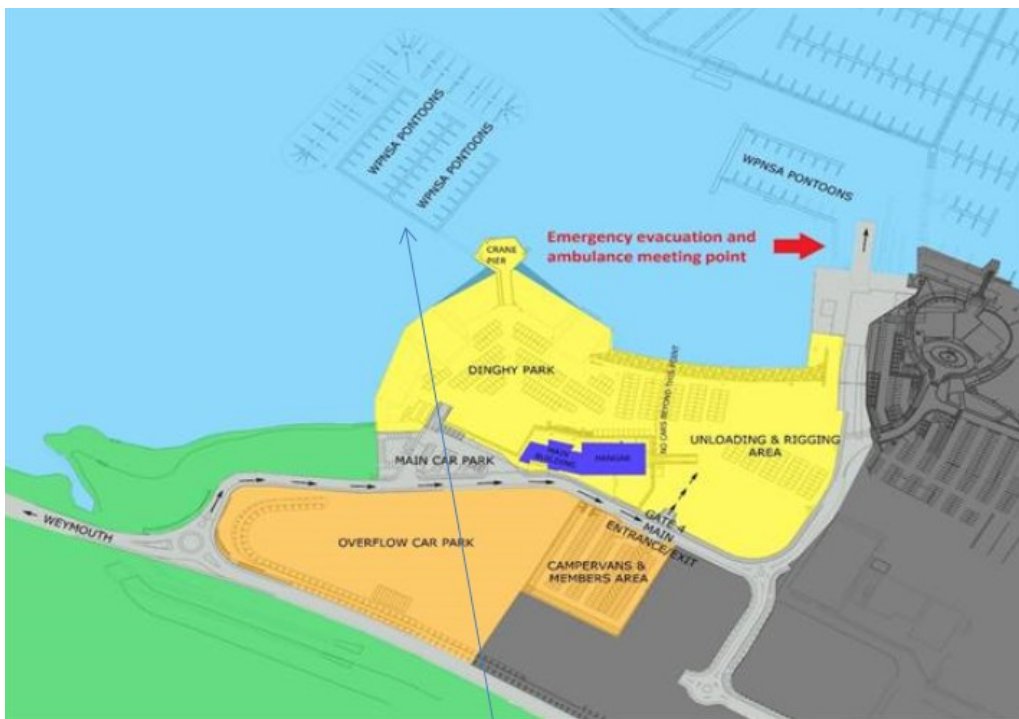 WPNSA PONTOONS
WPNSA PONTOONS
WPNSA PONTOONS
Emergency evacuation and
ambulance meeting point
CRANE
PIER
DINGHY PARK
NO CARS BEYOND THIS POINT
UNLOADING & RIGGING
AREA
MAIN CAR PARK
MAIN
BUILDING
HANGAR
WEYMOUTH
GATE 4
MAIN
ENTRANCE/EXIT
OVERFLOW CAR PARK
CAMPERVANS &
MEMBERS AREA